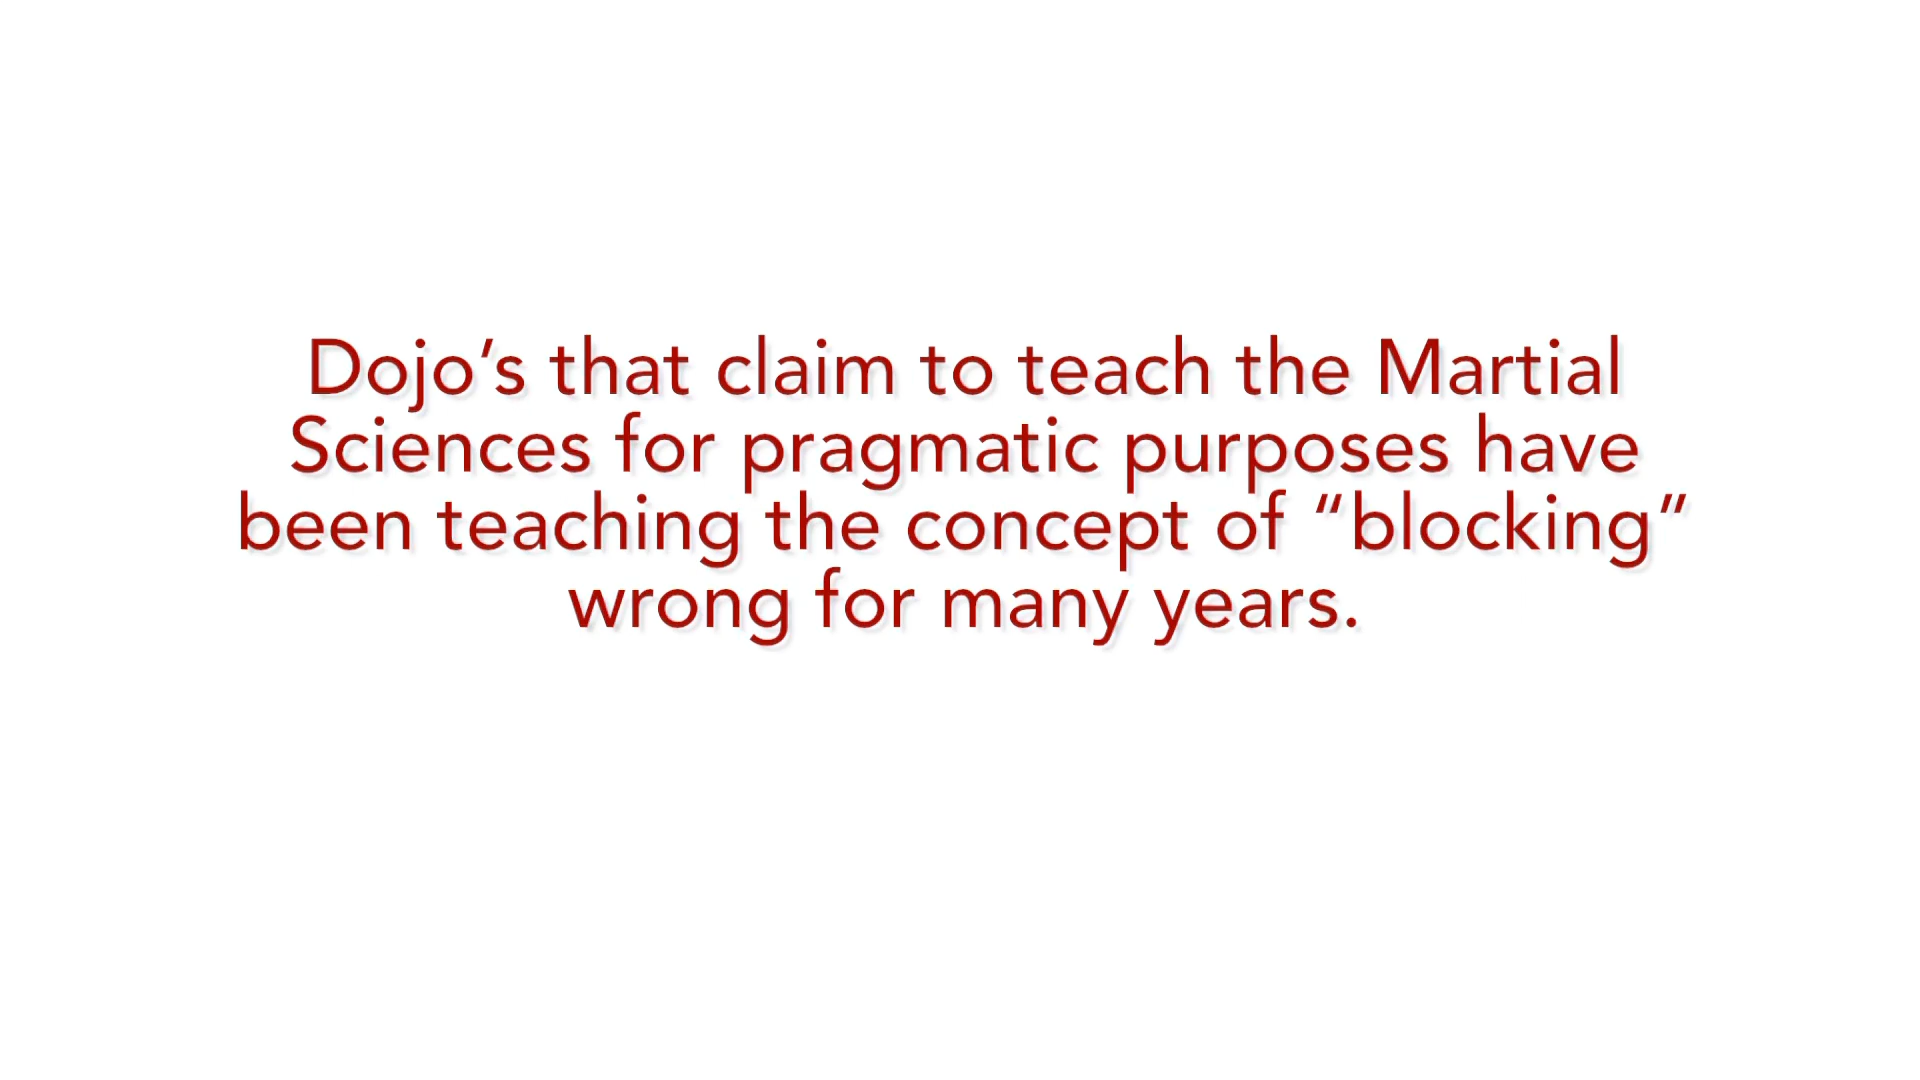 Dojo’s that claim to teach the Martial
Sciences for pragmatic purposes have
been teaching the concept of “blocking”
wrong for many years.